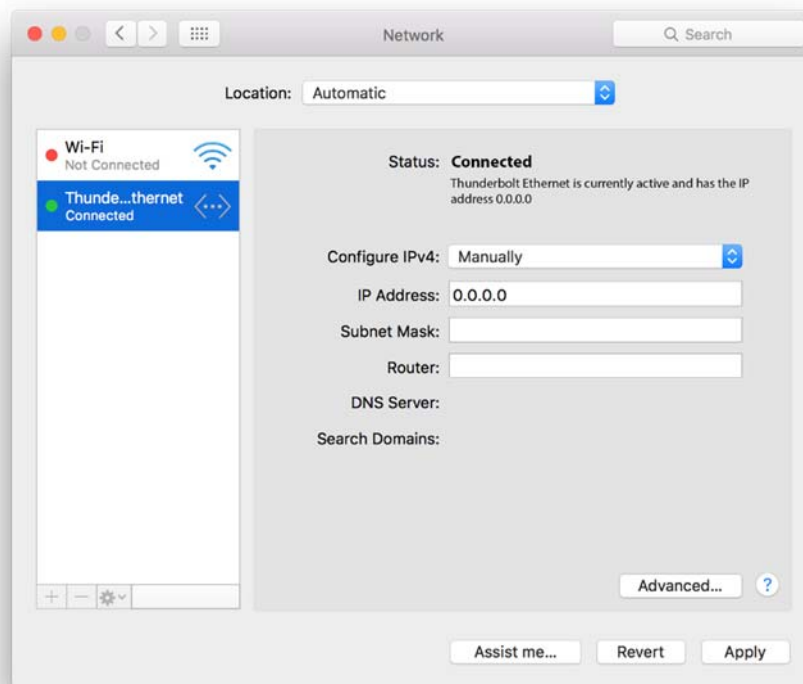 Network
Search
Location: Automatic
Wi-Fi
Not Connected
Thunde...thernet
Connected
Status: Connected
Thunderbolt Ethernet is currently active and has the IP
address 0.0.0.0
Configure IPv4: Manually
IP Address: 0.0.0.0
Subnet Mask:
Router:
DNS Server:
Search Domains:
Advanced... ?
Assist me... Revert Apply